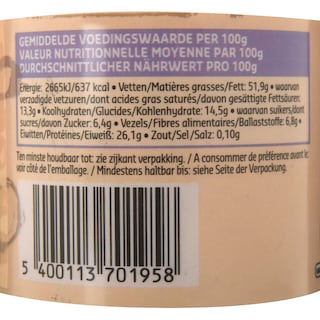 GEMIDDELDE VOEDINGSWAARDE PER 100g
VALEUR NUTRITIONNELLE MOYENNE PAR 100g
DURCHSCHNITTLICHER NÄHRWERT PRO 100g
Energie: 2665kJ/637 kcal • Vetten/Matières grasses/Fett: 51,9g • waarvan
verzadigde vetzuren/dont acides gras saturés/davon gesättigte Fettsäuren:
13,3g • Koolhydraten/Glucides/Kohlenhydrate: 14,5g • waarvan suikers/dont
sucres/davon Zucker: 6,4g • Vezels/Fibres alimentaires/Ballaststoffe: 6,8g
Eiwitten/Protéines/Eiweiß: 26,1g • Zout/Sel/Salz: 0,10g
Ten minste houdbaar tot: zie zijkant verpakking. / A consommer de préférence avant le:
voir côté de l'emballage. / Mindestens haltbar bis: siehe Seite der Verpackung.
5 400113 701958